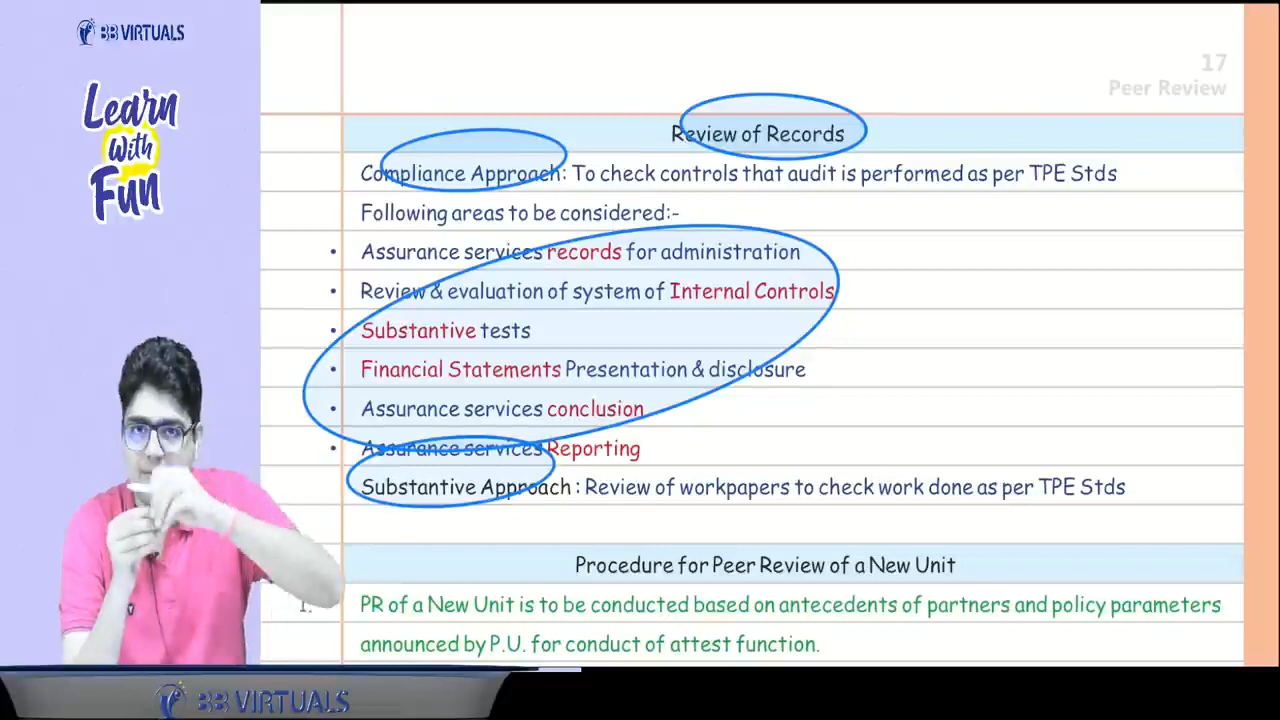 BB VIRTUALS
Learn
With
Fun
17
Peer Review
Review of Records
Compliance Approach: To check controls that audit is performed as per TPE Stds
Following areas to be considered:-
• Assurance services records for administration
• Review & evaluation of system of Internal Controls
• Substantive tests
• Financial Statements Presentation & disclosure
• Assurance services conclusion
• Assurance services Reporting
Substantive Approach : Review of workpapers to check work done as per TPE Stds
Procedure for Peer Review of a New Unit
1. PR of a New Unit is to be conducted based on antecedents of partners and policy parameters
announced by P.U. for conduct of attest function.
BB VIRTUALS